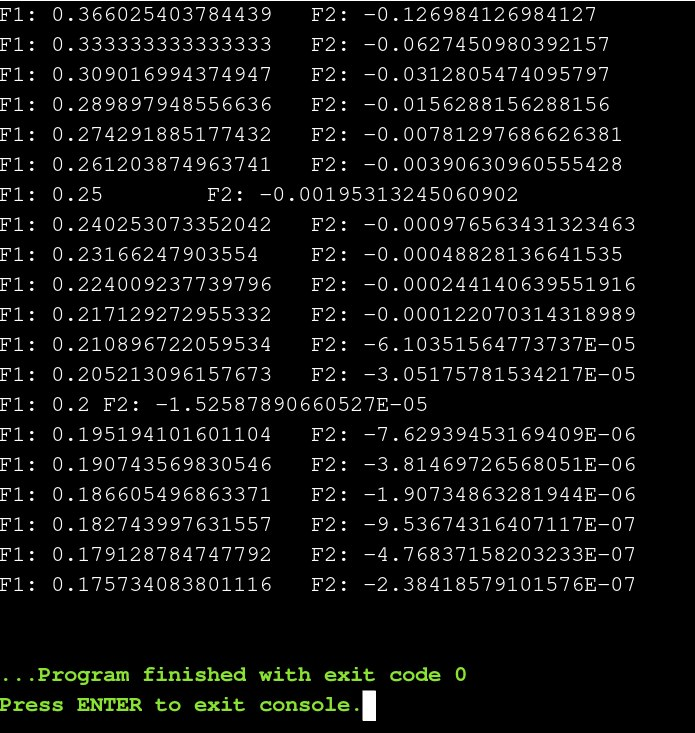 F1: 0.366025403784439   F2: -0.126984126984127
F1: 0.333333333333333   F2: -0.0627450980392157
F1: 0.309016994374947   F2: -0.0312805474095797
F1: 0.289897948556636   F2: -0.0156288156288156
F1: 0.274291885177432   F2: -0.00781297686626381
F1: 0.261203874963741   F2: -0.00390630960555428
F1: 0.25        F2: -0.00195313245060902
F1: 0.240253073352042   F2: -0.000976563431323463
F1: 0.23166247903554    F2: -0.00048828136641535
F1: 0.224009237739796   F2: -0.000244140639551916
F1: 0.217129272955332   F2: -0.000122070314318989
F1: 0.210896722059534   F2: -6.10351564773737E-05
F1: 0.205213096157673   F2: -3.05175781534217E-05
F1: 0.2 F2: -1.52587890660527E-05
F1: 0.195194101601104   F2: -7.62939453169409E-06
F1: 0.190743569830546   F2: -3.81469726568051E-06
F1: 0.186605496863371   F2: -1.90734863281944E-06
F1: 0.182743997631557   F2: -9.53674316407117E-07
F1: 0.179128784747792   F2: -4.76837158203233E-07
F1: 0.175734083801116   F2: -2.38418579101576E-07
...Program finished with exit code 0
Press ENTER to exit console.